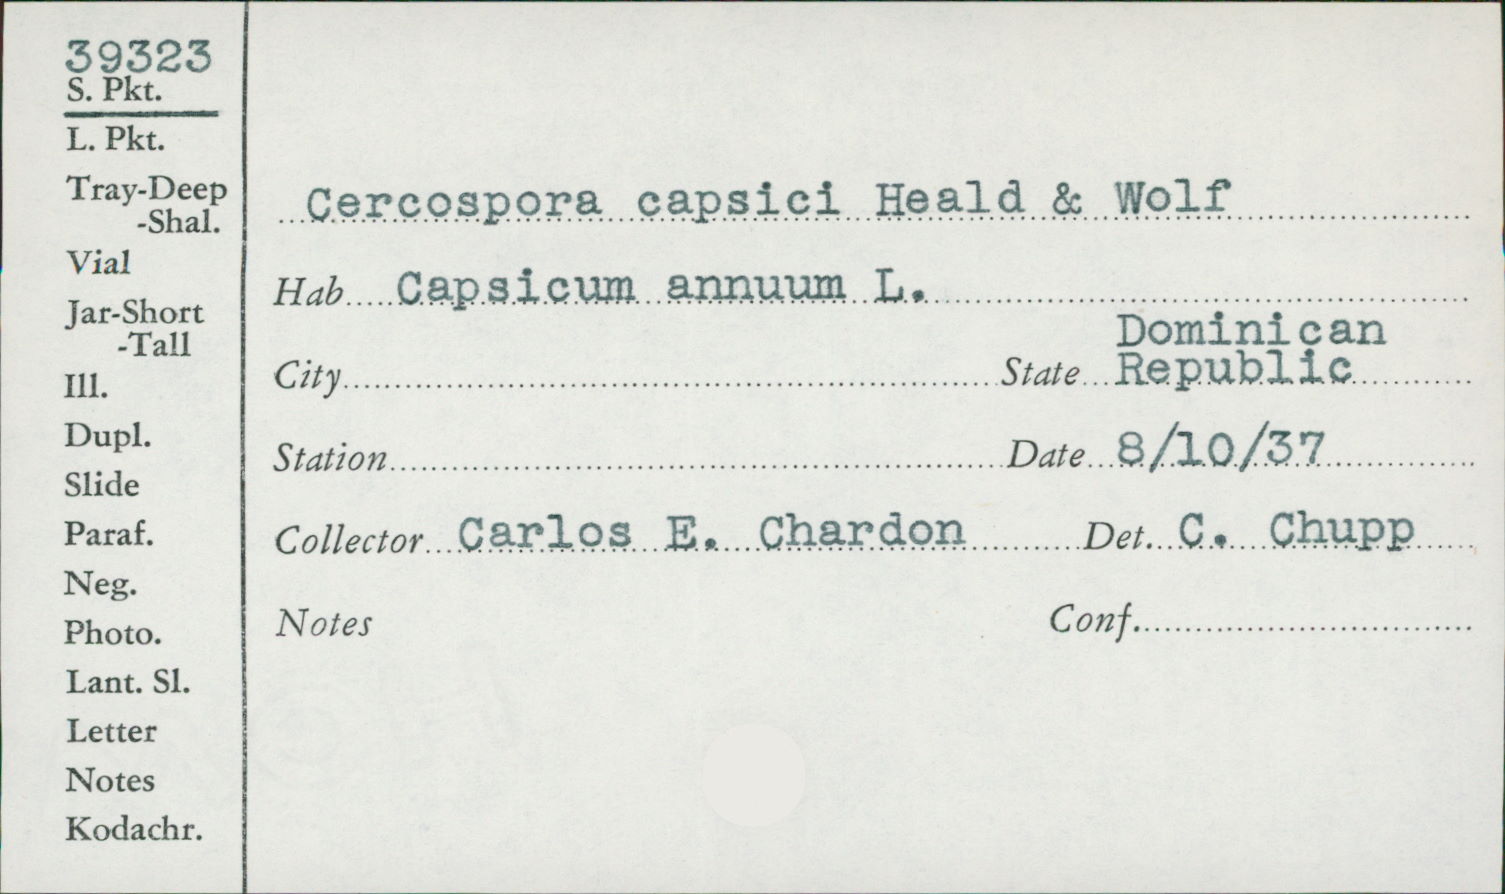 39323
S. Pkt.
L. Pkt.
Tray-Deep
-Shal.
Vial
Jar-Short
-Tall
Ill.
Dupl.
Slide
Paraf.
Neg.
Photo.
Lant. Sl.
Letter
Notes
Kodachr.
Cercospora capsici Heald & Wolf
Hab Capsicum annuum L.
City State Dominican
Republic
Station Date 8/10/37
Collector Carlos E. Chardon Det. C. Chupp
Notes Conf.